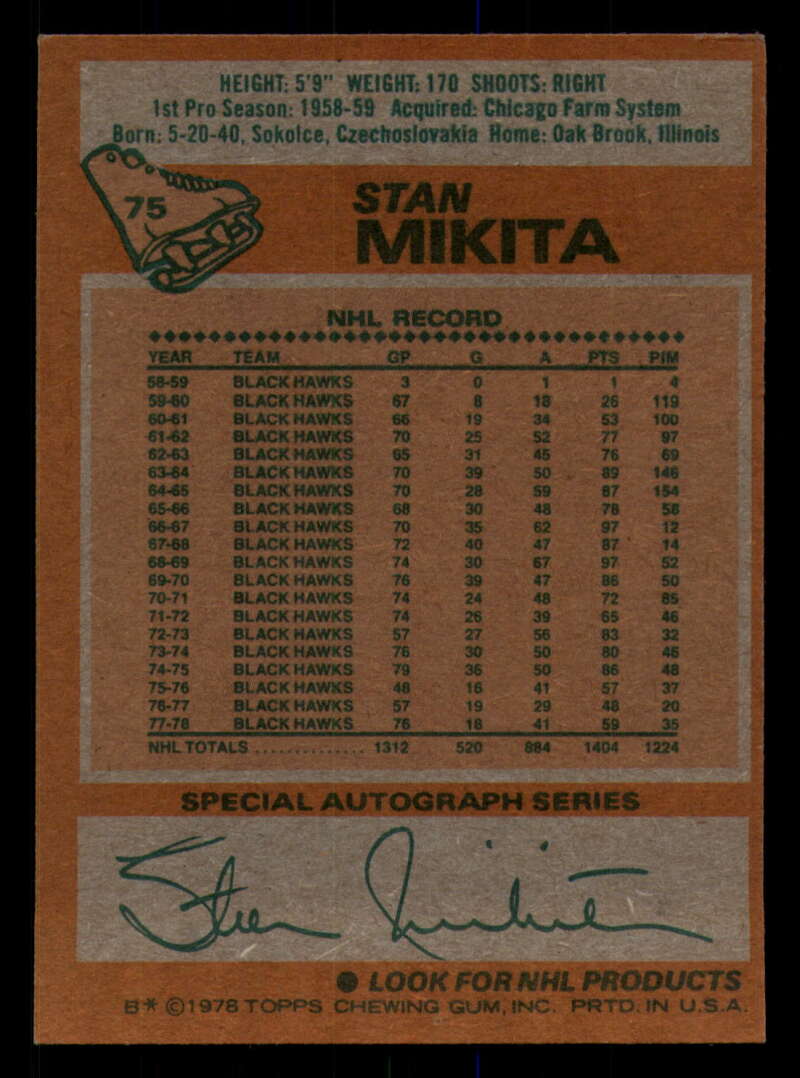 HEIGHT: 5'9" WEIGHT: 170 SHOOTS: RIGHT
1st Pro Season: 1958-59 Acquired: Chicago Farm System
Born: 5-20-40, Sokolce, Czechoslovakia Home: Oak Brook, Illinois
75
STAN
MIKITA
NHL RECORD
YEAR TEAM GP G A PTS PIM
58-59 BLACK HAWKS 3 0 1 1 4
59-60 BLACK HAWKS 67 8 18 26 119
60-61 BLACK HAWKS 66 19 34 53 100
61-62 BLACK HAWKS 70 25 52 77 97
62-63 BLACK HAWKS 65 31 45 76 69
63-64 BLACK HAWKS 70 39 50 89 146
64-65 BLACK HAWKS 70 28 59 87 154
65-66 BLACK HAWKS 68 30 48 78 58
66-67 BLACK HAWKS 70 35 62 97 12
67-68 BLACK HAWKS 72 40 47 87 14
68-69 BLACK HAWKS 74 30 67 97 52
69-70 BLACK HAWKS 76 39 47 86 50
70-71 BLACK HAWKS 74 24 48 72 85
71-72 BLACK HAWKS 74 26 39 65 46
72-73 BLACK HAWKS 57 27 56 83 32
73-74 BLACK HAWKS 76 30 50 80 46
74-75 BLACK HAWKS 79 36 50 86 48
75-76 BLACK HAWKS 48 16 41 57 37
76-77 BLACK HAWKS 57 19 29 48 20
77-78 BLACK HAWKS 76 18 41 59 35
NHL TOTALS .............. 1312 520 884 1404 1224
SPECIAL AUTOGRAPH SERIES
Stan Mikita
● LOOK FOR NHL PRODUCTS
B* ©1978 TOPPS CHEWING GUM, INC. PRTD. IN U.S.A.